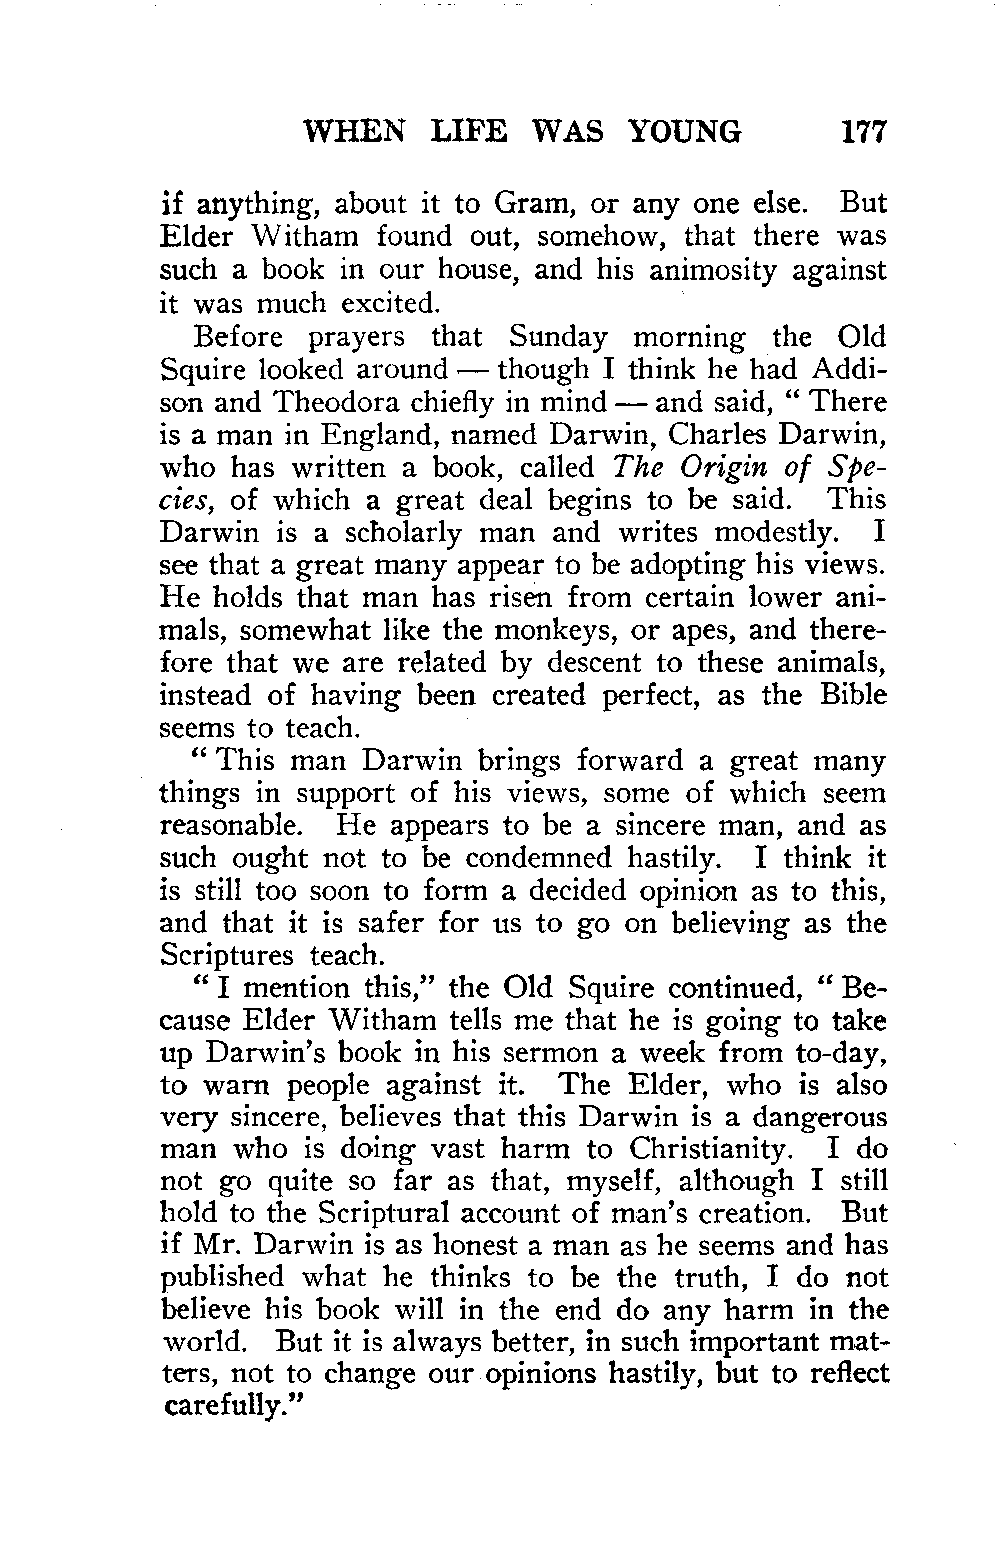 WHEN LIFE WAS YOUNG 177
if anything, about it to Gram, or any one else. But
Elder Witham found out, somehow, that there was
such a book in our house, and his animosity against
it was much excited.
Before prayers that Sunday morning the Old
Squire looked around — though I think he had Addi-
son and Theodora chiefly in mind — and said, “ There
is a man in England, named Darwin, Charles Darwin,
who has written a book, called The Origin of Spe-
cies, of which a great deal begins to be said. This
Darwin is a scholarly man and writes modestly. I
see that a great many appear to be adopting his views.
He holds that man has risen from certain lower ani-
mals, somewhat like the monkeys, or apes, and there-
fore that we are related by descent to these animals,
instead of having been created perfect, as the Bible
seems to teach.
“ This man Darwin brings forward a great many
things in support of his views, some of which seem
reasonable. He appears to be a sincere man, and as
such ought not to be condemned hastily. I think it
is still too soon to form a decided opinion as to this,
and that it is safer for us to go on believing as the
Scriptures teach.
“ I mention this,” the Old Squire continued, “ Be-
cause Elder Witham tells me that he is going to take
up Darwin’s book in his sermon a week from to-day,
to warn people against it. The Elder, who is also
very sincere, believes that this Darwin is a dangerous
man who is doing vast harm to Christianity. I do
not go quite so far as that, myself, although I still
hold to the Scriptural account of man’s creation. But
if Mr. Darwin is as honest a man as he seems and has
published what he thinks to be the truth, I do not
believe his book will in the end do any harm in the
world. But it is always better, in such important mat-
ters, not to change our opinions hastily, but to reflect
carefully.”